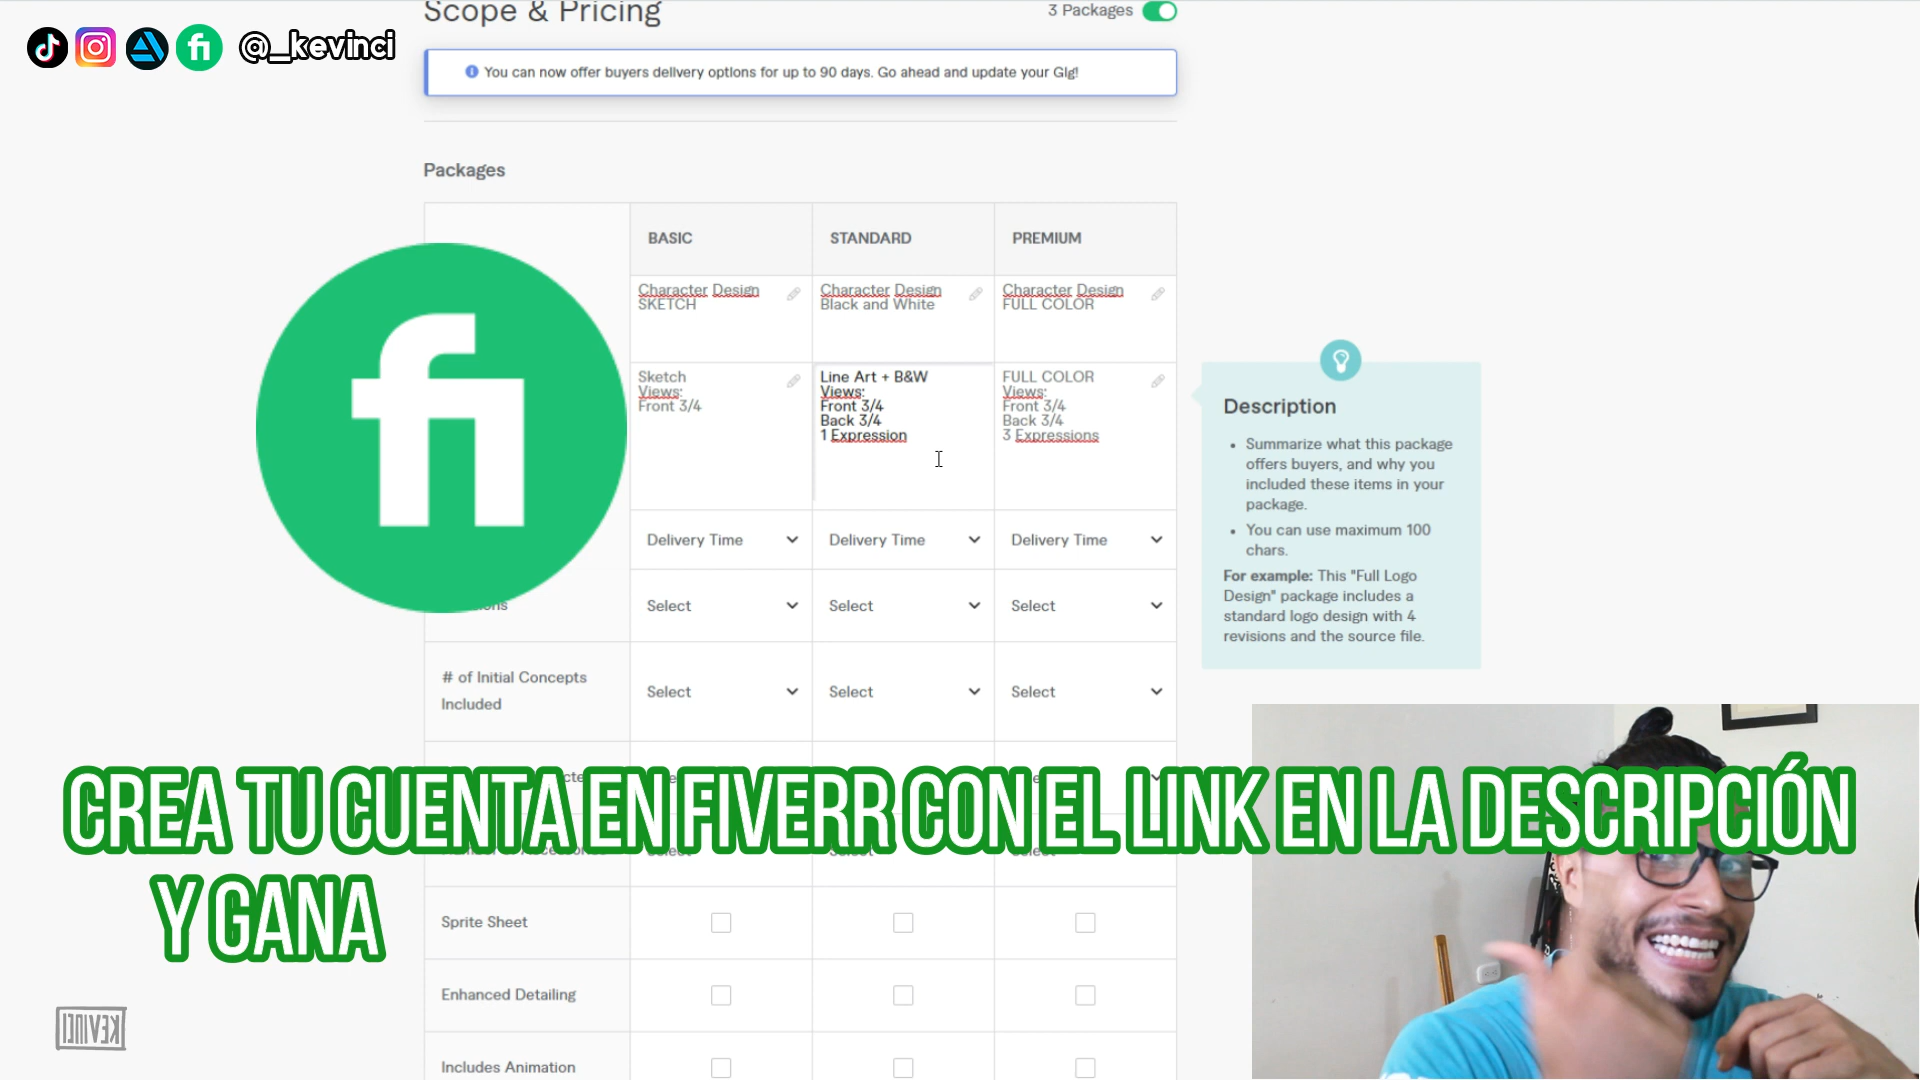 Scope & Pricing
3 Packages
@_kevinci
You can now offer buyers delivery options for up to 90 days. Go ahead and update your Gig!
Packages
BASIC
STANDARD
PREMIUM
Character Design
SKETCH
Character Design
Black and White
Character Design
FULL COLOR
Sketch
Views:
Front 3/4
Line Art + B&W
Views:
Front 3/4
Back 3/4
1 Expression
FULL COLOR
Views:
Front 3/4
Back 3/4
3 Expressions
fi
Description
Summarize what this package
offers buyers, and why you
included these items in your
package.
You can use maximum 100
chars.
For example: This "Full Logo
Design" package includes a
standard logo design with 4
revisions and the source file.
Delivery Time
Delivery Time
Delivery Time
Select
Select
Select
# of Initial Concepts
Included
Select
Select
Select
CREA TU CUENTA EN FIVERR CON EL LINK EN LA DESCRIPCIÓN
Y GANA
Sprite Sheet
Enhanced Detailing
Includes Animation
KEVINCI